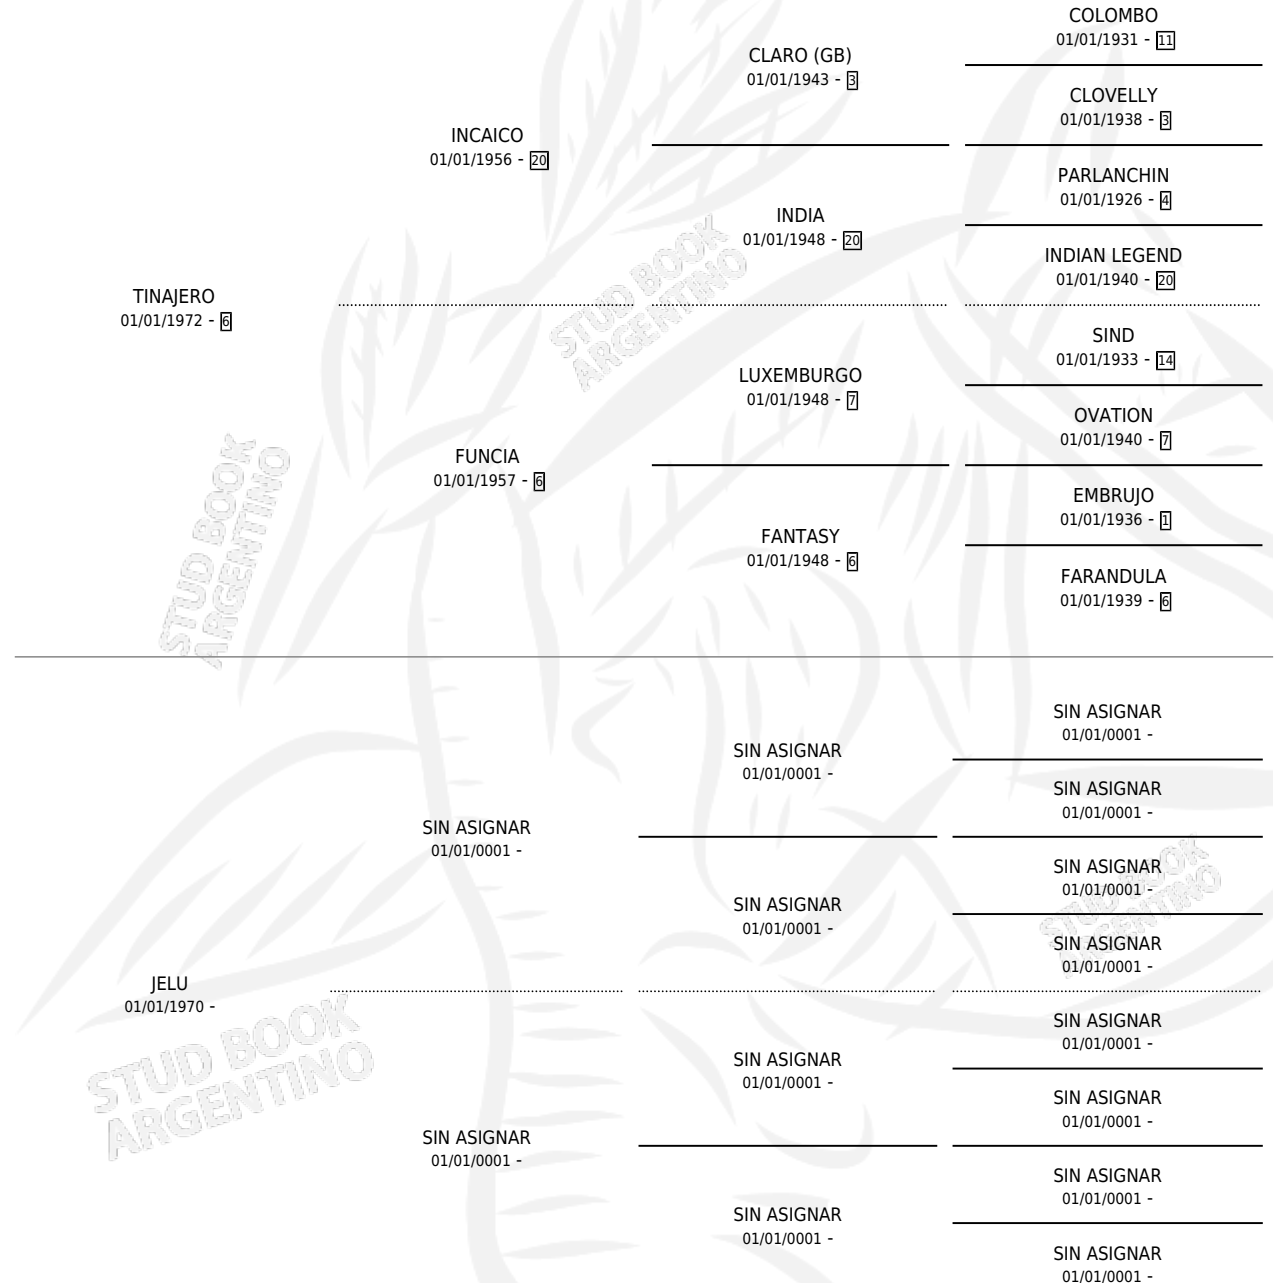 COLOMBO
01/01/1931 - 11
CLARO (GB)
01/01/1943 - 3
CLOVELLY
01/01/1938 - 3
INCAICO
01/01/1956 - 20
PARLANCHIN
01/01/1926 - 4
INDIA
01/01/1948 - 20
INDIAN LEGEND
01/01/1940 - 20
TINAJERO
01/01/1972 - 6
SIND
01/01/1933 - 14
LUXEMBURGO
01/01/1948 - 7
OVATION
01/01/1940 - 7
FUNCIA
01/01/1957 - 6
EMBRUJO
01/01/1936 - 1
FANTASY
01/01/1948 - 6
FARANDULA
01/01/1939 - 6
STUD BOOK
ARGENTINO
STUD BOOK
ARGENTINO
SIN ASIGNAR
01/01/0001 -
SIN ASIGNAR
01/01/0001 -
SIN ASIGNAR
01/01/0001 -
SIN ASIGNAR
01/01/0001 -
SIN ASIGNAR
01/01/0001 -
SIN ASIGNAR
01/01/0001 -
SIN ASIGNAR
01/01/0001 -
JELU
01/01/1970 -
SIN ASIGNAR
01/01/0001 -
SIN ASIGNAR
01/01/0001 -
SIN ASIGNAR
01/01/0001 -
SIN ASIGNAR
01/01/0001 -
SIN ASIGNAR
01/01/0001 -
SIN ASIGNAR
01/01/0001 -
SIN ASIGNAR
01/01/0001 -
STUD BOOK
ARGENTINO
STUD BOOK
ARGENTINO